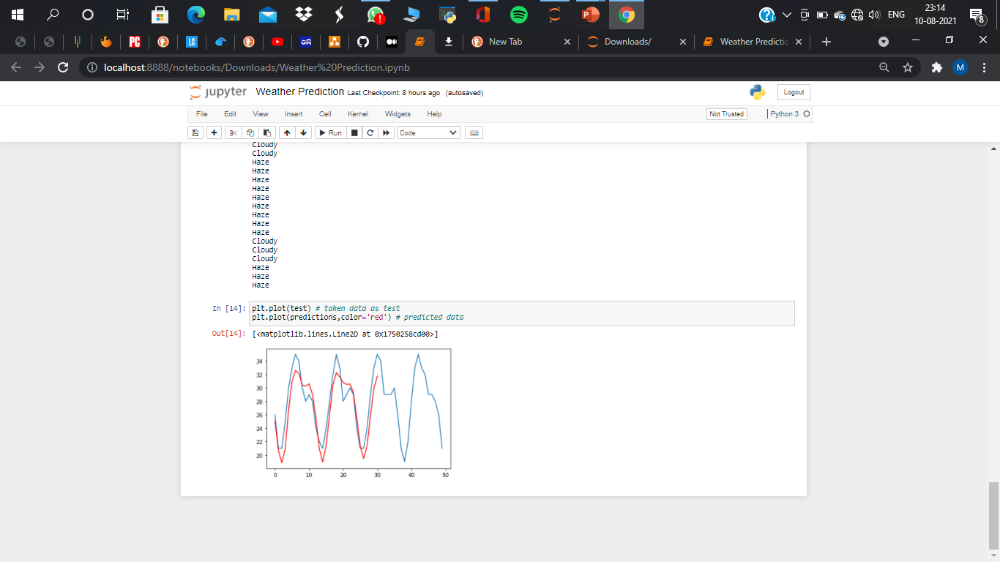 ENG
23:14
10-08-2021
8
PC
LC
New Tab
Downloads/
Weather Predictic
localhost:8888/notebooks/Downloads/Weather%20Prediction.ipynb
M
jupyter Weather Prediction Last Checkpoint: 8 hours ago (autosaved)
Logout
File Edit View Insert Cell Kernel Widgets Help
Not Trusted
Python 3
Run
Code
Cloudy
Cloudy
Haze
Haze
Haze
Haze
Haze
Haze
Haze
Haze
Haze
Cloudy
Cloudy
Cloudy
Haze
Haze
Haze
In [14]: plt.plot(test) # taken data as test
plt.plot(predictions,color='red') # predicted data
Out[14]: [<matplotlib.lines.Line2D at 0x1750258cd00>]
34
32
30
28
26
24
22
20
0 10 20 30 40 50